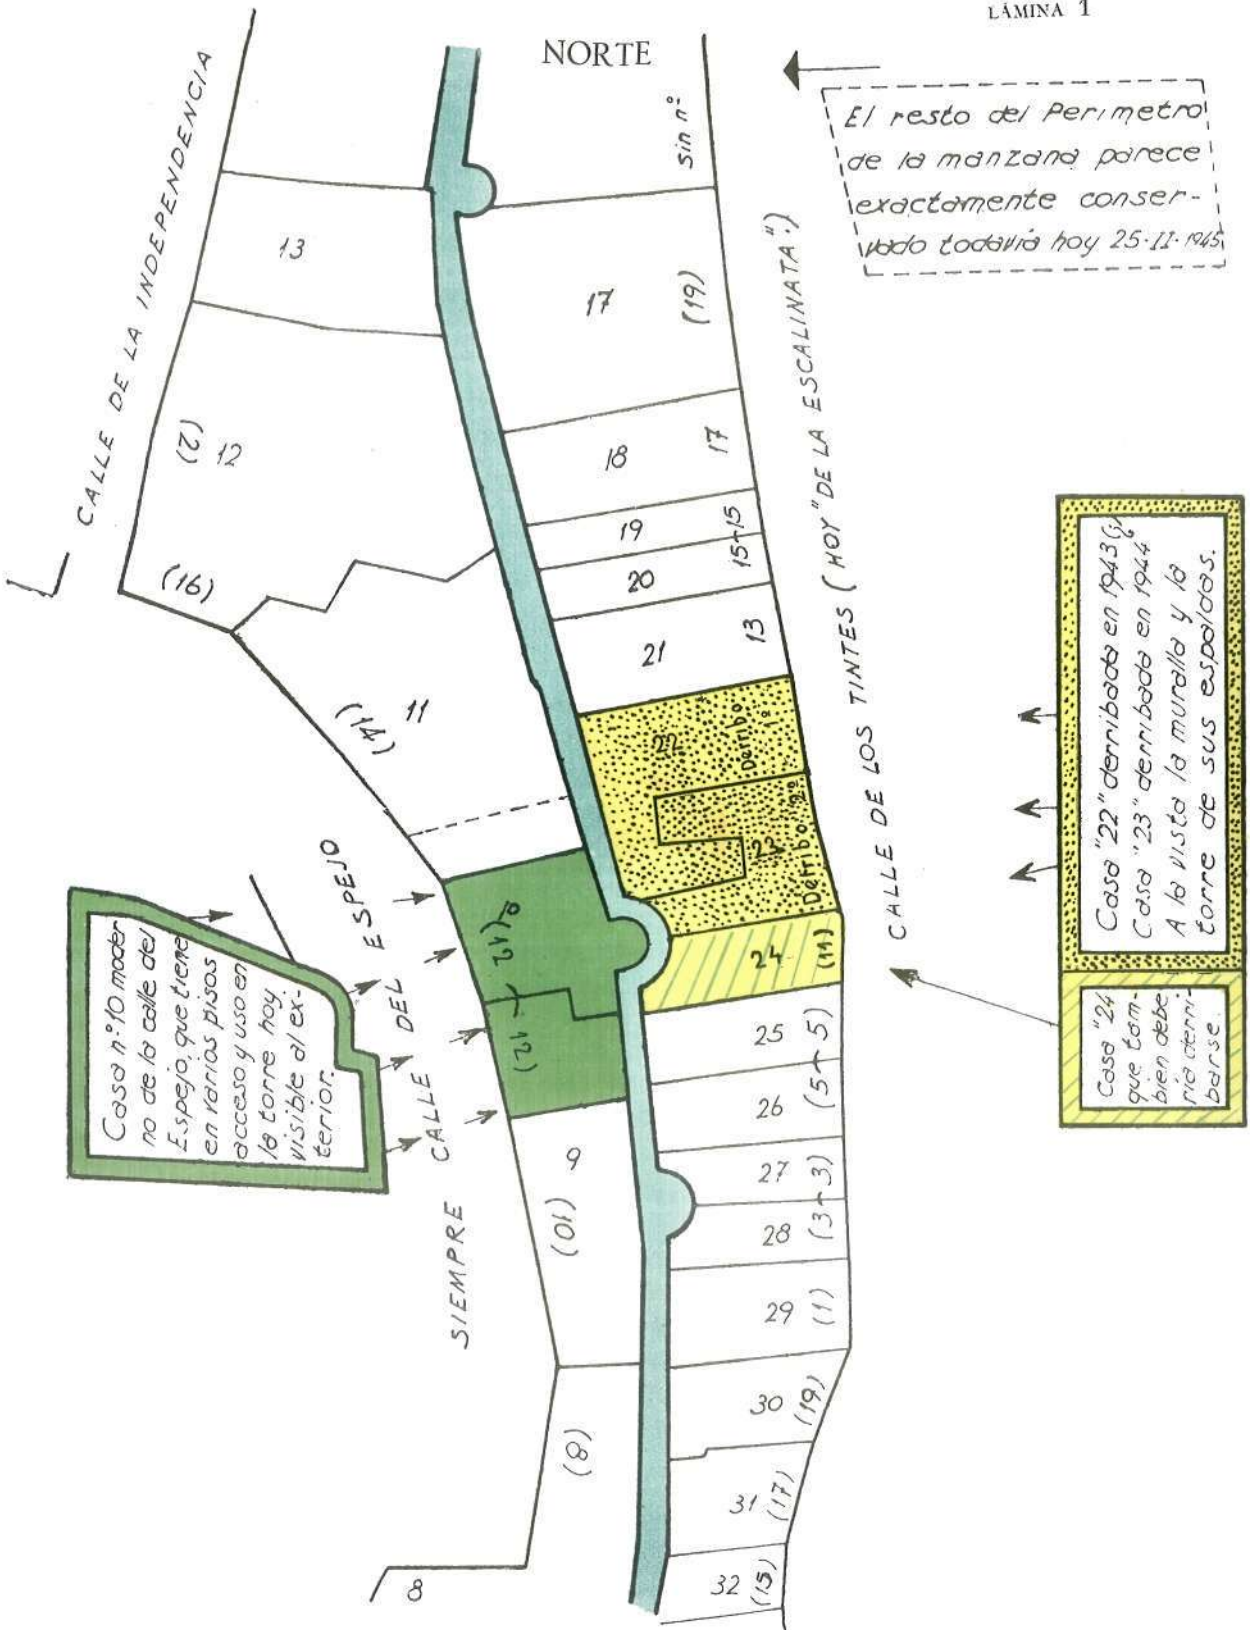 LÁMINA 1
NORTE
El resto del Perimetro
de la manzana parece
exactamente conser-
vado todavia hoy 25·II·1945
CALLE DE LA INDEPENDENCIA
sin nº
13
17
(19)
(2)
12
18
17
19
15-15
20
(16)
21
13
(14)
11
22
Derribo
1º
23
Derribo, 2º
24
(11)
(12)
(12)
CALLE DE LOS TINTES (HOY "DE LA ESCALINATA":)
SIEMPRE CALLE DEL ESPEJO
Casa nº 10 moder
no de la calle del
Espejo, que tiene
en varios pisos
acceso y uso en
la torre hoy
visible al ex-
terior.
Casa "22" derribada en 1943
Casa "23" derribada en 1944
A la vista la muralla y la
torre de sus espaldas.
Casa "24
que tam-
bien debe
ria derri-
barse.
25
(5-5)
26
9
(10)
27
(3-3)
28
29
(1)
30
(19)
(8)
31
(17)
8
32
(15)